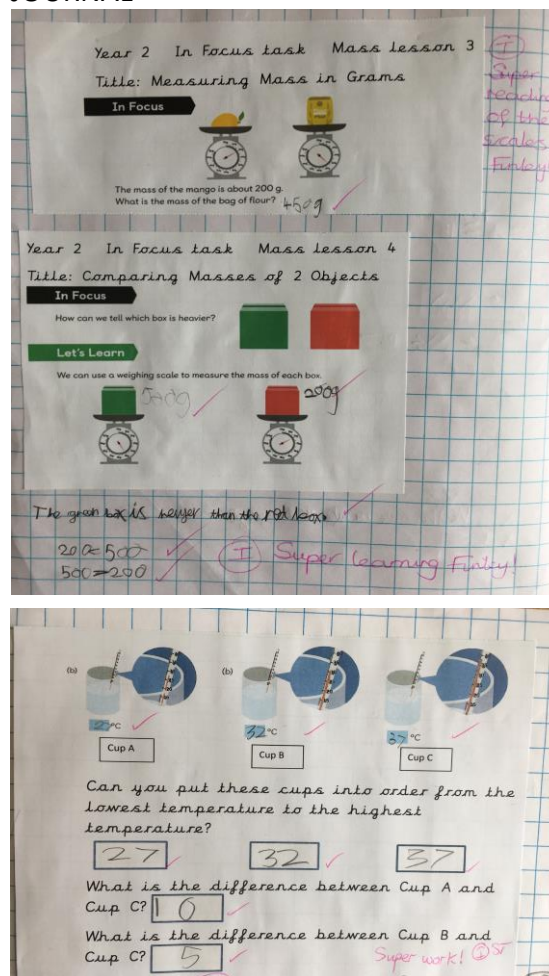 JOURNAL
Year 2 In Focus task Mass lesson 3
Title: Measuring Mass in Grams
In Focus
The mass of the mango is about 200 g.
What is the mass of the bag of flour? 450g
I
Super
reading
of the
scales
Finley!
Year 2 In Focus task Mass lesson 4
Title: Comparing Masses of 2 Objects
In Focus
How can we tell which box is heavier?
Let's Learn
We can use a weighing scale to measure the mass of each box.
500g 200g
The green box is hevyer than the red box.
200<500
500>200
I Super learning Finley!
(b) (b)
27 °C 32 °C 37 °C
Cup A Cup B Cup C
Can you put these cups into order from the
lowest temperature to the highest
temperature?
27 32 37
What is the difference between Cup A and
Cup C? 10
What is the difference between Cup B and
Cup C? 5
Super work! I ST